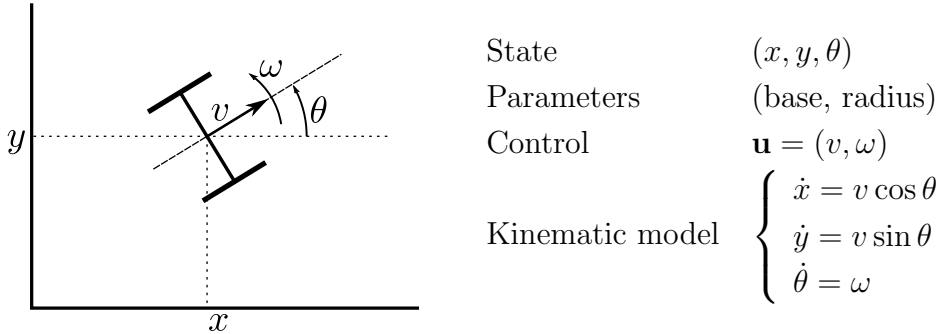 y
x
v
ω
θ
State (x, y, θ)
Parameters (base, radius)
Control u = (v, ω)
Kinematic model { ẋ = v cos θ
ẏ = v sin θ
θ̇ = ω